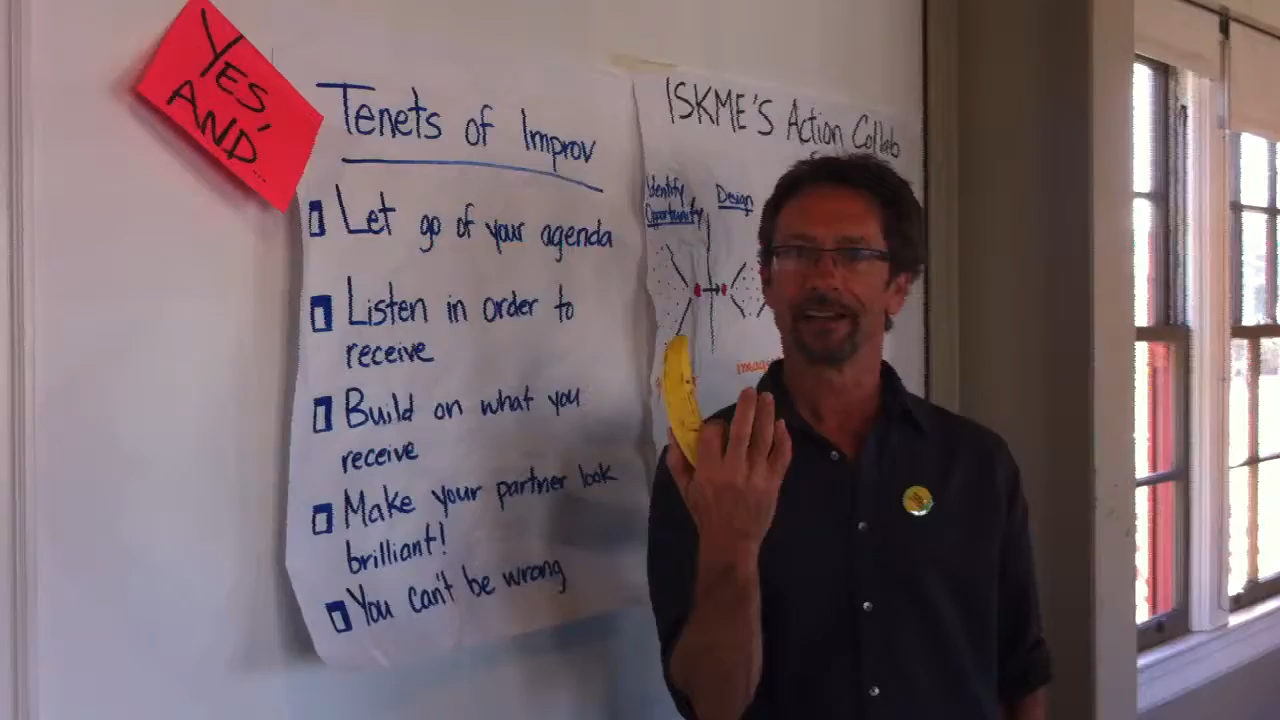 YES,
AND...
Tenets of Improv
Let go of your agenda
Listen in order to
receive
Build on what you
receive
Make your partner look
brilliant!
You can't be wrong
ISKME'S Action Collab
Identify
Opportunity
Design